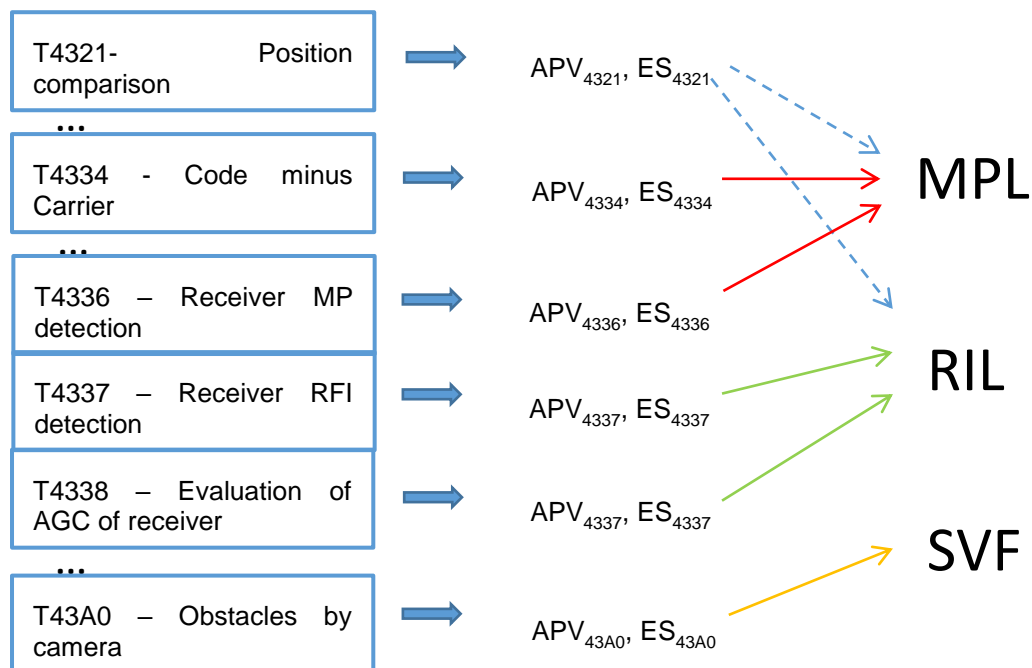 T4321- Position
comparison
APV4321, ES4321
...
T4334 - Code minus
Carrier
APV4334, ES4334
MPL
...
T4336 – Receiver MP
detection
APV4336, ES4336
T4337 – Receiver RFI
detection
APV4337, ES4337
RIL
T4338 – Evaluation of
AGC of receiver
APV4337, ES4337
SVF
...
T43A0 – Obstacles by
camera
APV43A0, ES43A0